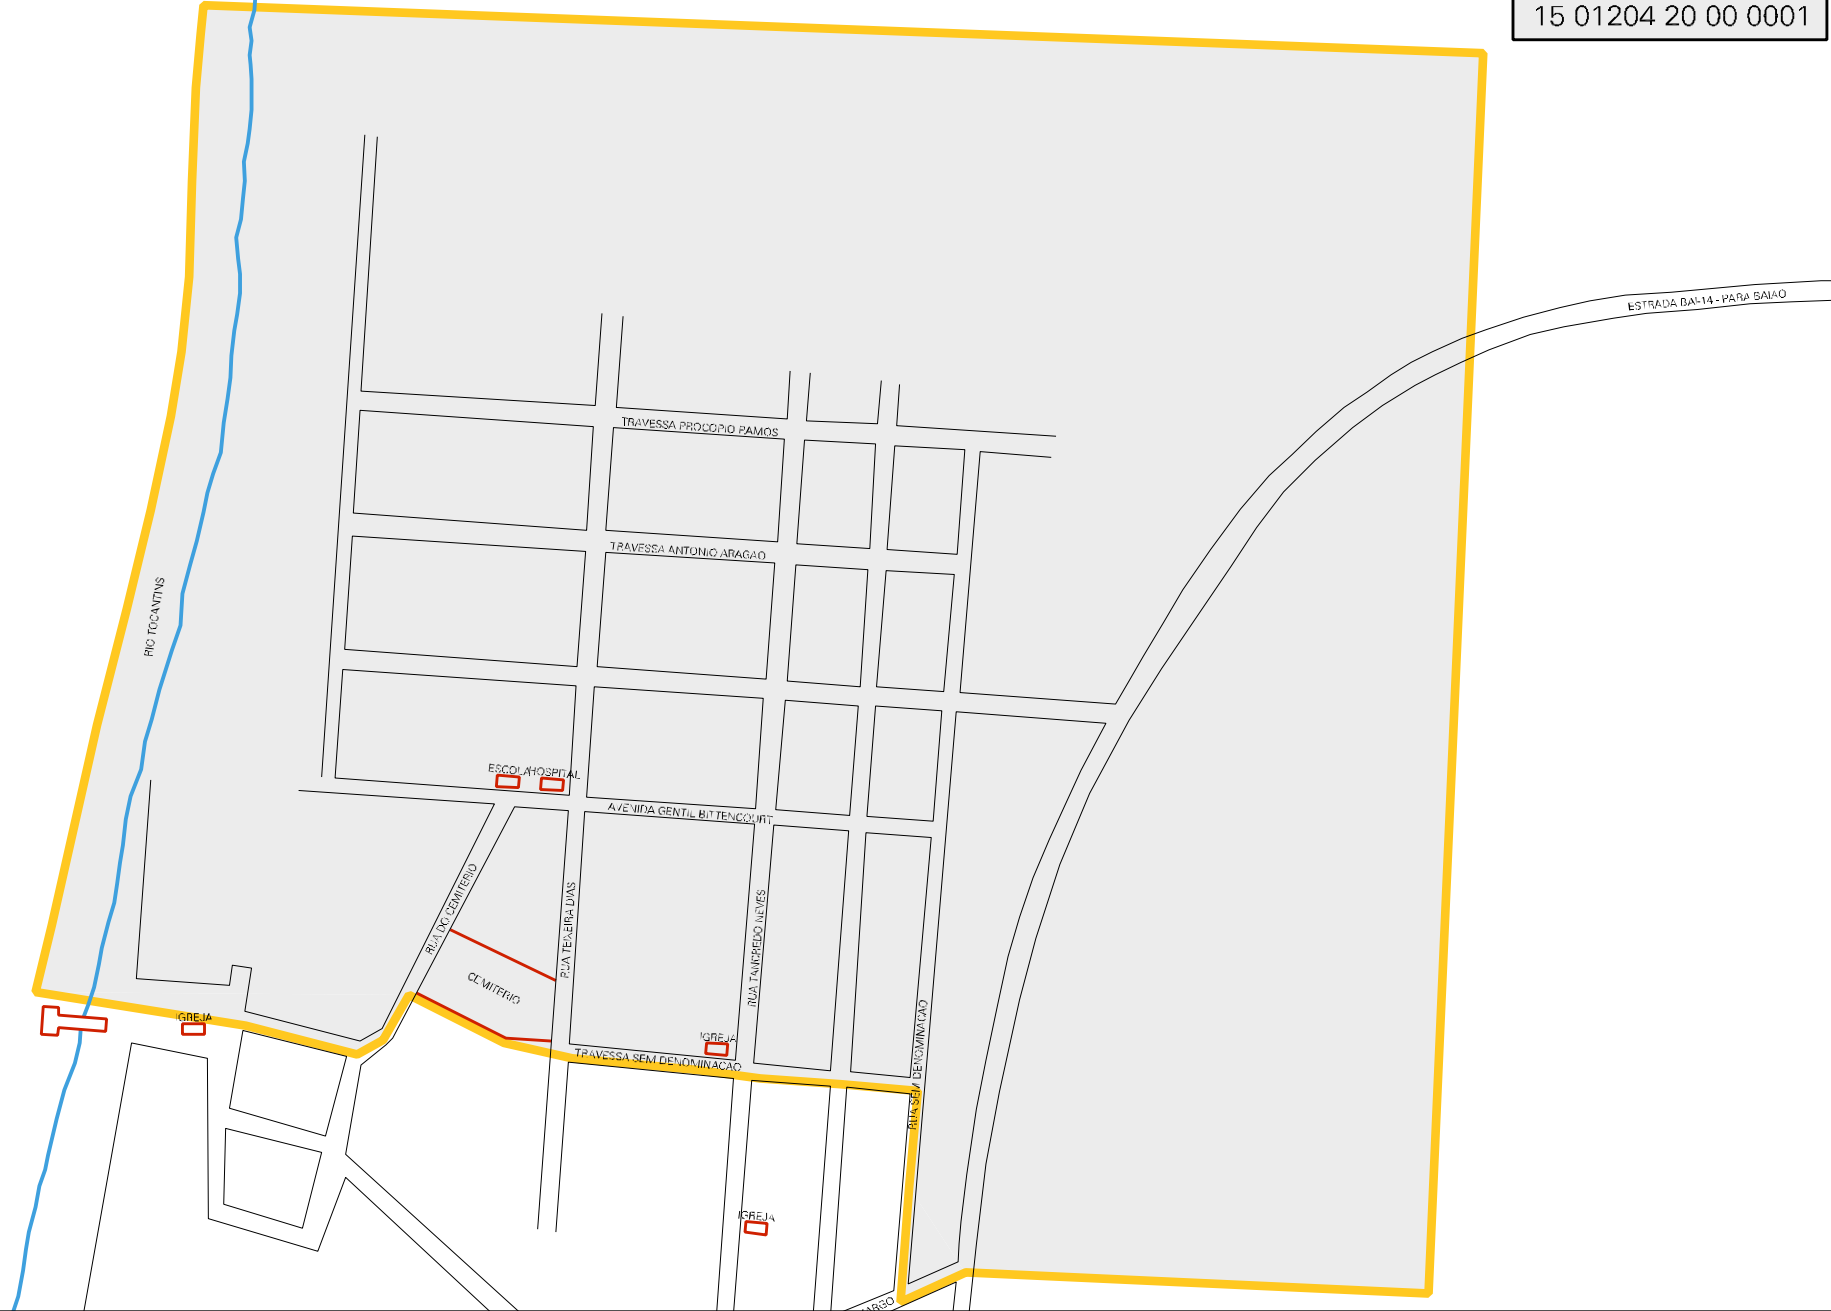 15 01204 20 00 0001
ESTRADA BAI-14 - PARA BAIAO
TRAVESSA PROCOPIO RAMOS
TRAVESSA ANTONIO ARAGAO
RIO TOCANTINS
ESCOLA
HOSPITAL
AVENIDA GENTIL BITTENCOURT
RUA DO CEMITERIO
RUA TEIXEIRA DIAS
RUA TANCREDO NEVES
CEMITERIO
IGREJA
IGREJA
TRAVESSA SEM DENOMINACAO
RUA SEM DENOMINACAO
IGREJA